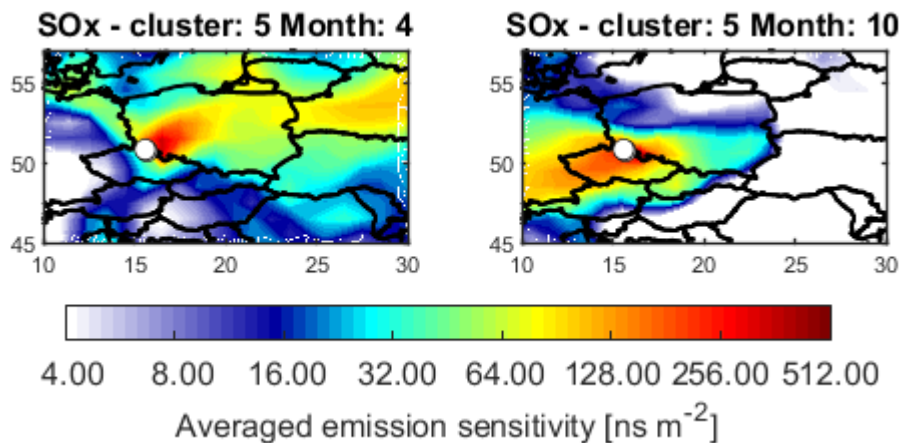 SOx - cluster: 5 Month: 4
SOx - cluster: 5 Month: 10
55
50
45
10 15 20 25 30
55
50
45
10 15 20 25 30
4.00 8.00 16.00 32.00 64.00 128.00 256.00 512.00
Averaged emission sensitivity [ns m⁻²]